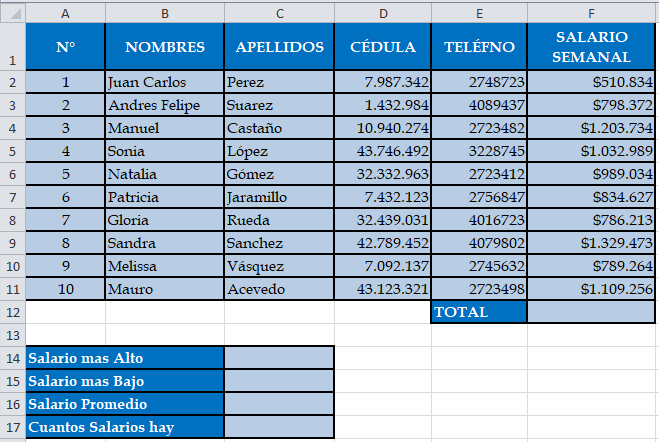 A B C D E F
1 N° NOMBRES APELLIDOS CÉDULA TELÉFNO SALARIO SEMANAL
2 1 Juan Carlos Perez 7.987.342 2748723 $510.834
3 2 Andres Felipe Suarez 1.432.984 4089437 $798.372
4 3 Manuel Castaño 10.940.274 2723482 $1.203.734
5 4 Sonia López 43.746.492 3228745 $1.032.989
6 5 Natalia Gómez 32.332.963 2723412 $989.034
7 6 Patricia Jaramillo 7.432.123 2756847 $834.627
8 7 Gloria Rueda 32.439.031 4016723 $786.213
9 8 Sandra Sanchez 42.789.452 4079802 $1.329.473
10 9 Melissa Vásquez 7.092.137 2745632 $789.264
11 10 Mauro Acevedo 43.123.321 2723498 $1.109.256
12 TOTAL
13
14 Salario mas Alto
15 Salario mas Bajo
16 Salario Promedio
17 Cuantos Salarios hay